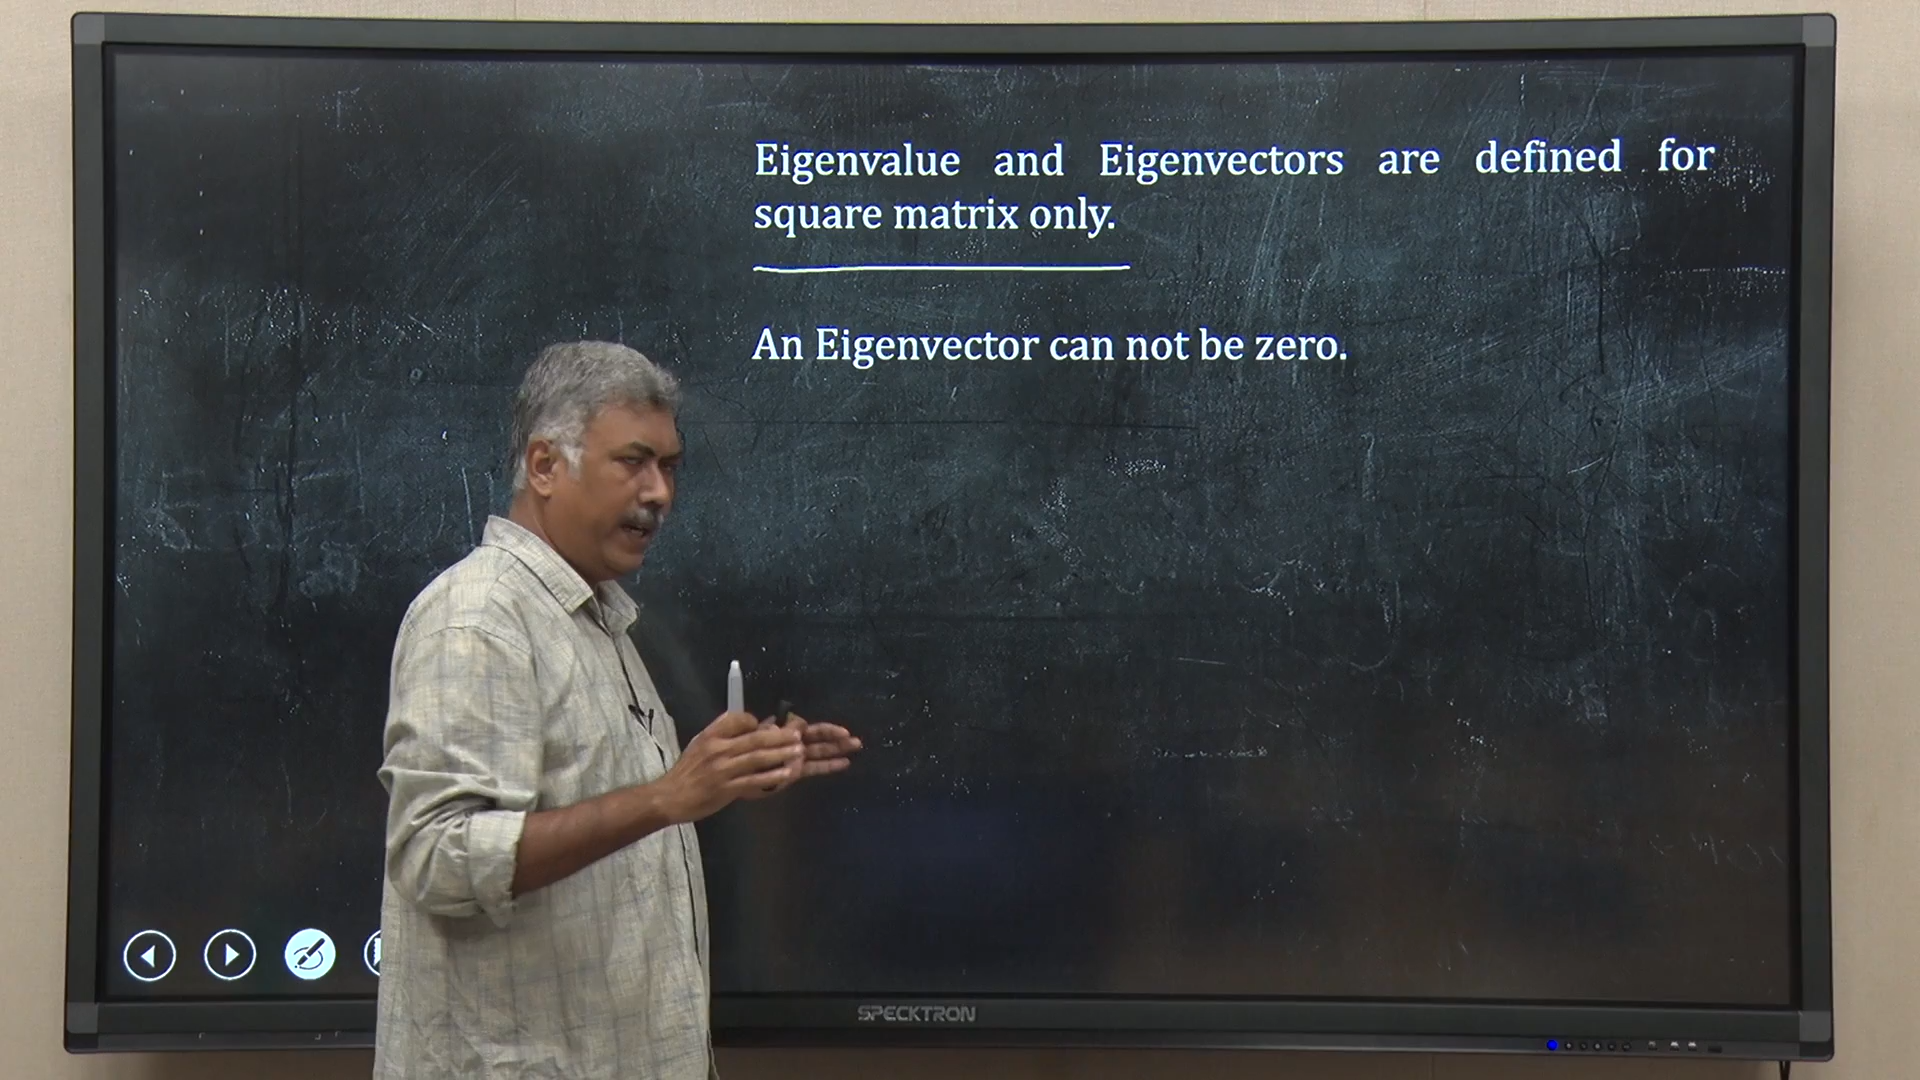 Eigenvalue and Eigenvectors are defined for
square matrix only.
An Eigenvector can not be zero.
SPECKTRON